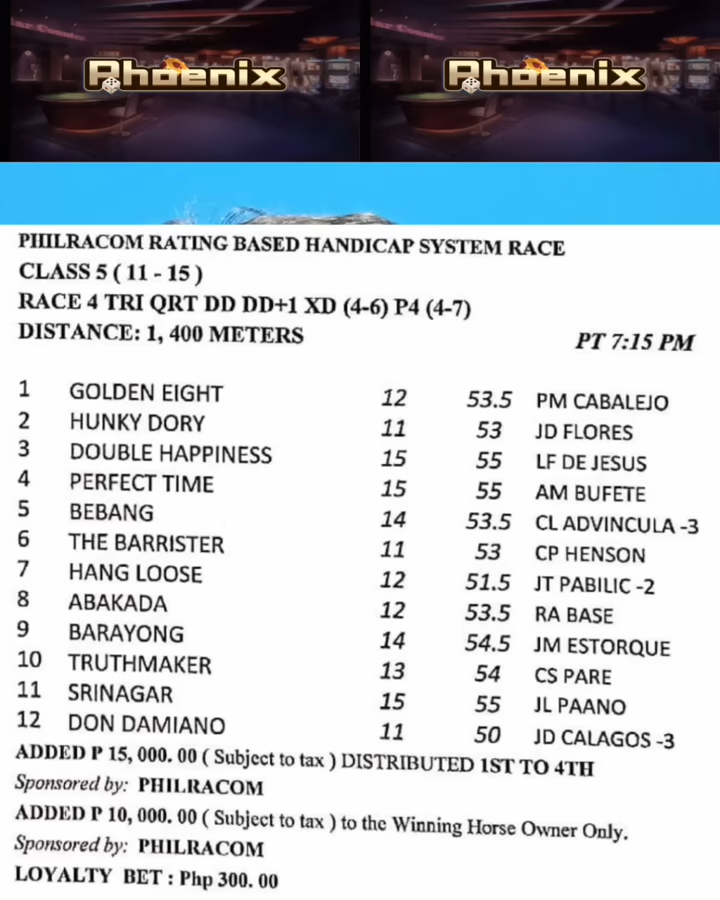 Phoenix Phoenix
PHILRACOM RATING BASED HANDICAP SYSTEM RACE
CLASS 5 ( 11 - 15 )
RACE 4 TRI QRT DD DD+1 XD (4-6) P4 (4-7)
DISTANCE: 1, 400 METERS PT 7:15 PM
1 GOLDEN EIGHT 12 53.5 PM CABALEJO
2 HUNKY DORY 11 53 JD FLORES
3 DOUBLE HAPPINESS 15 55 LF DE JESUS
4 PERFECT TIME 15 55 AM BUFETE
5 BEBANG 14 53.5 CL ADVINCULA -3
6 THE BARRISTER 11 53 CP HENSON
7 HANG LOOSE 12 51.5 JT PABILIC -2
8 ABAKADA 12 53.5 RA BASE
9 BARAYONG 14 54.5 JM ESTORQUE
10 TRUTHMAKER 13 54 CS PARE
11 SRINAGAR 15 55 JL PAANO
12 DON DAMIANO 11 50 JD CALAGOS -3
ADDED P 15, 000. 00 ( Subject to tax ) DISTRIBUTED 1ST TO 4TH
Sponsored by: PHILRACOM
ADDED P 10, 000. 00 ( Subject to tax ) to the Winning Horse Owner Only.
Sponsored by: PHILRACOM
LOYALTY BET : Php 300. 00